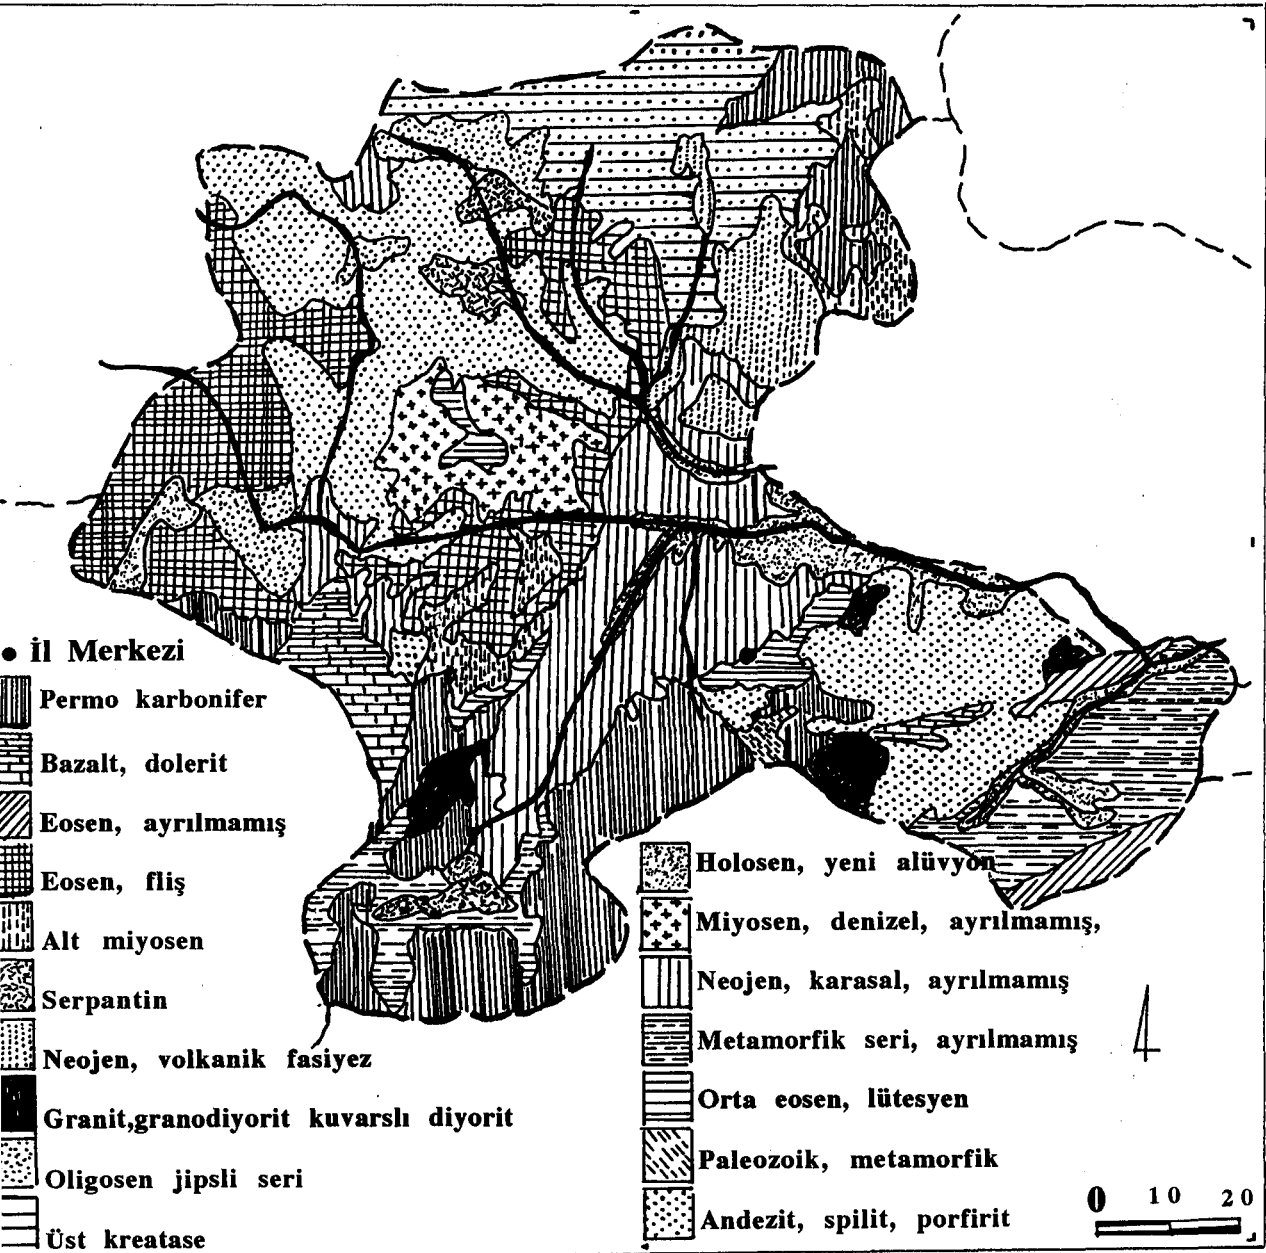 İl Merkezi
Permo karbonifer
Bazalt, dolerit
Eosen, ayrılmamış
Eosen, fliş
Alt miyosen
Serpantin
Neojen, volkanik fasiyez
Granit,granodiyorit kuvarslı diyorit
Oligosen jipsli seri
Üst kreatase
Holosen, yeni alüvyon
Miyosen, denizel, ayrılmamış,
Neojen, karasal, ayrılmamış
Metamorfik seri, ayrılmamış
Orta eosen, lütesyen
Paleozoik, metamorfik
Andezit, spilit, porfirit
0 10 20